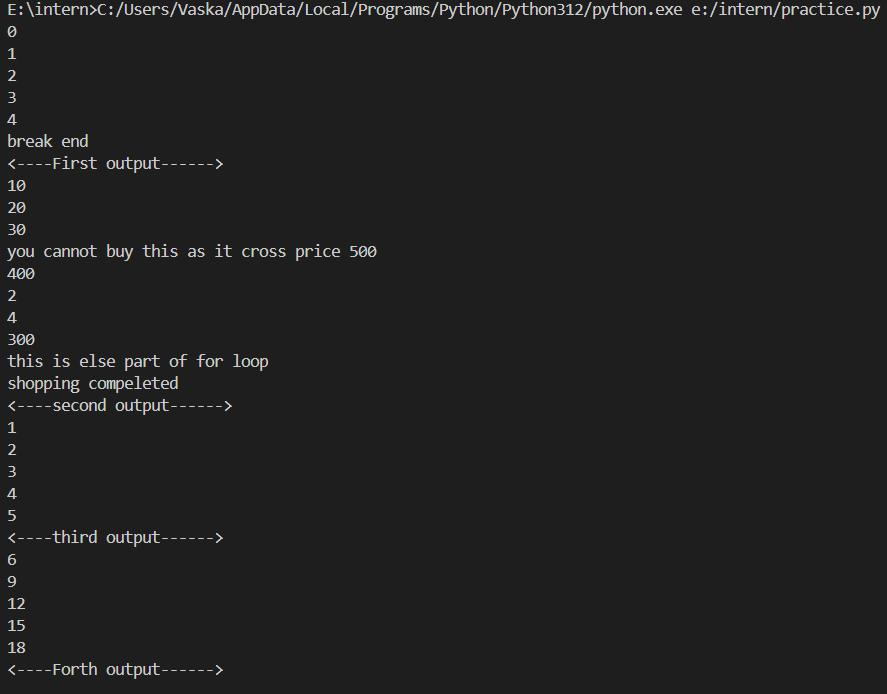 E:\intern>C:/Users/Vaska/AppData/Local/Programs/Python/Python312/python.exe e:/intern/practice.py
0
1
2
3
4
break end
<----First output------>
10
20
30
you cannot buy this as it cross price 500
400
2
4
300
this is else part of for loop
shopping compeleted
<----second output------>
1
2
3
4
5
<----third output------>
6
9
12
15
18
<----Forth output------>